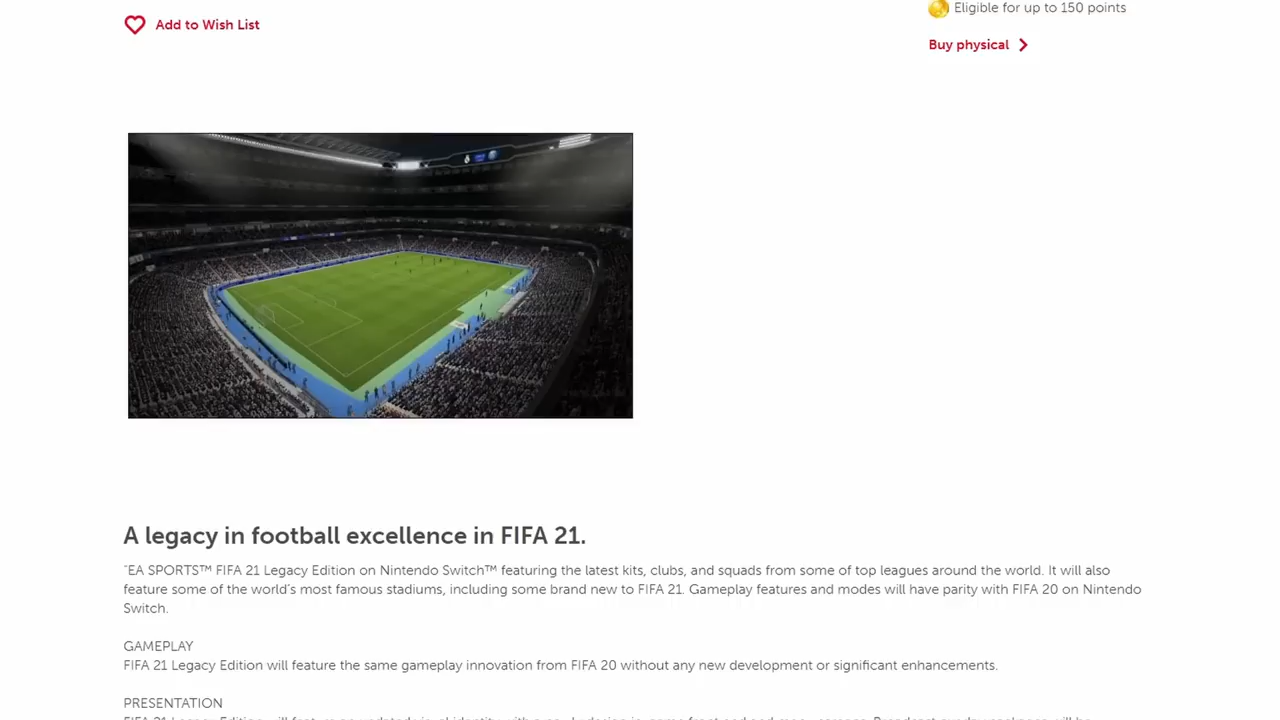 Eligible for up to 150 points
Add to Wish List
Buy physical
A legacy in football excellence in FIFA 21.
"EA SPORTS™ FIFA 21 Legacy Edition on Nintendo Switch™ featuring the latest kits, clubs, and squads from some of top leagues around the world. It will also
feature some of the world's most famous stadiums, including some brand new to FIFA 21. Gameplay features and modes will have parity with FIFA 20 on Nintendo
Switch.
GAMEPLAY
FIFA 21 Legacy Edition will feature the same gameplay innovation from FIFA 20 without any new development or significant enhancements.
PRESENTATION